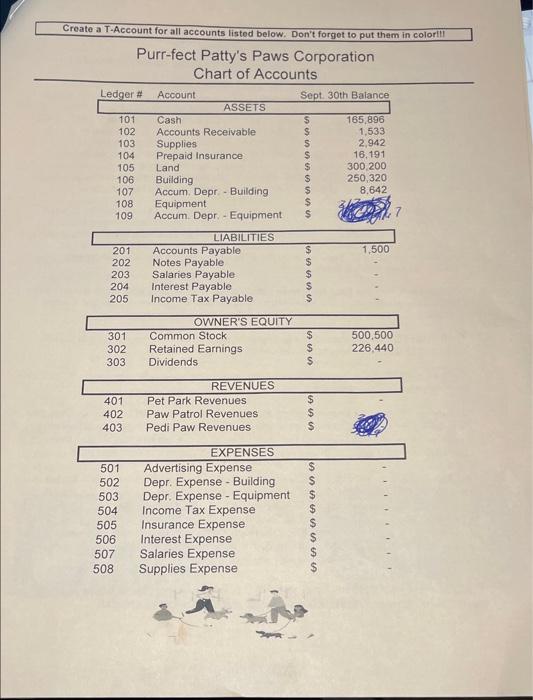 Create a T-Account for all accounts listed below. Don't forget to put them in color!!!
Purr-fect Patty's Paws Corporation
Chart of Accounts
Ledger # Account Sept. 30th Balance
ASSETS
101 Cash $ 165,896
102 Accounts Receivable $ 1,533
103 Supplies $ 2,942
104 Prepaid Insurance $ 16,191
105 Land $ 300,200
106 Building $ 250,320
107 Accum. Depr. - Building $ 8,642
108 Equipment $
109 Accum. Depr. - Equipment $ 7
LIABILITIES
201 Accounts Payable $ 1,500
202 Notes Payable $ -
203 Salaries Payable $ -
204 Interest Payable $ -
205 Income Tax Payable $ -
OWNER'S EQUITY
301 Common Stock $ 500,500
302 Retained Earnings $ 226,440
303 Dividends $ -
REVENUES
401 Pet Park Revenues $ -
402 Paw Patrol Revenues $
403 Pedi Paw Revenues $
EXPENSES
501 Advertising Expense $ -
502 Depr. Expense - Building $ -
503 Depr. Expense - Equipment $ -
504 Income Tax Expense $ -
505 Insurance Expense $ -
506 Interest Expense $ -
507 Salaries Expense $ -
508 Supplies Expense $ -